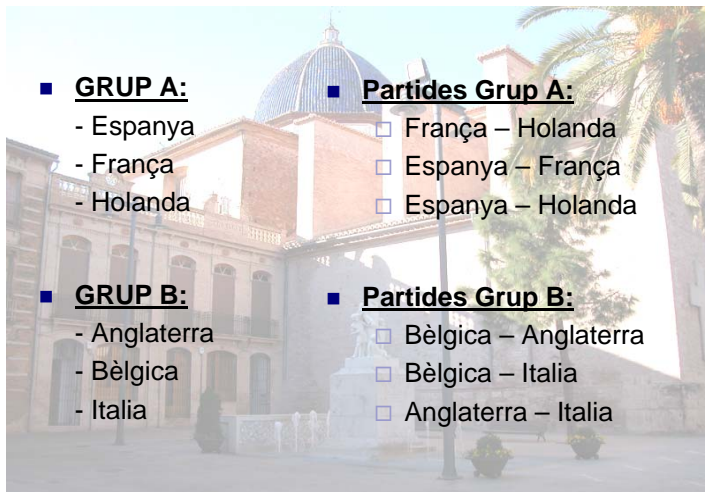 GRUP A:
- Espanya
- França
- Holanda
GRUP B:
- Anglaterra
- Bèlgica
- Italia
Partides Grup A:
França – Holanda
Espanya – França
Espanya – Holanda
Partides Grup B:
Bèlgica – Anglaterra
Bèlgica – Italia
Anglaterra – Italia